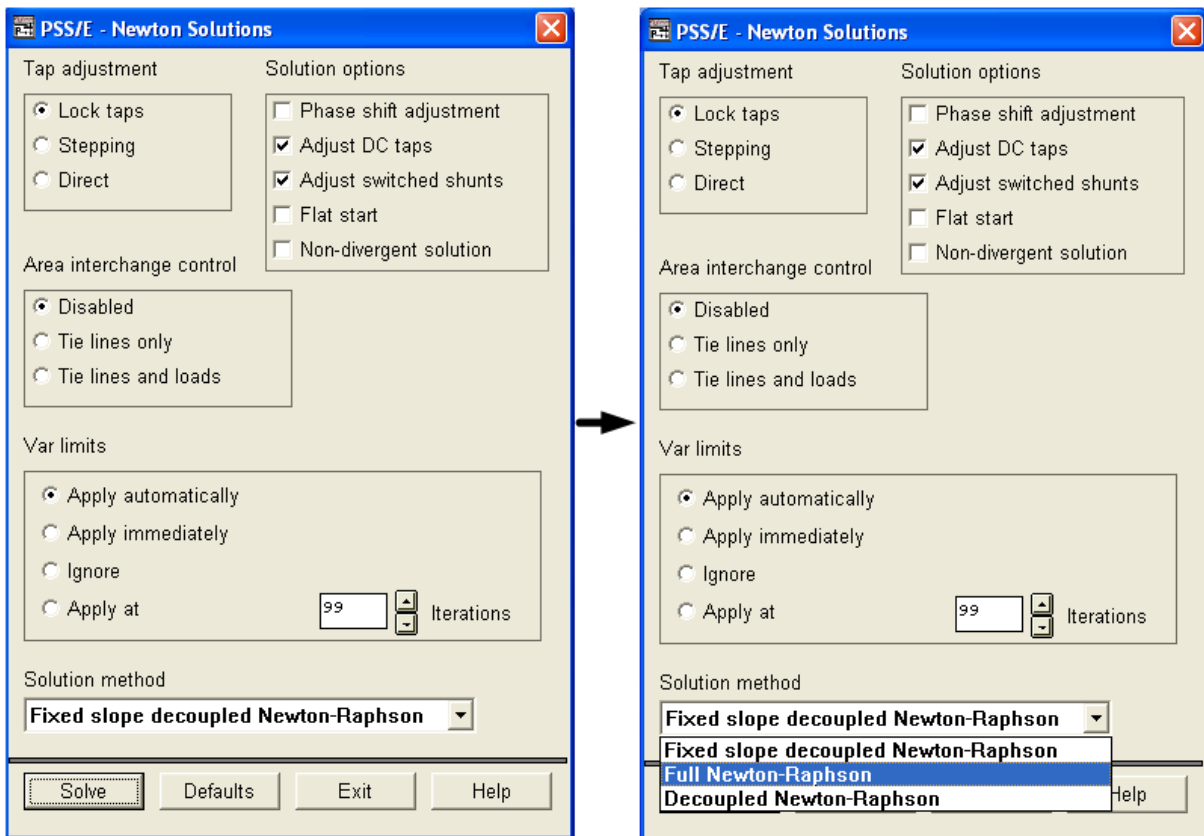 PSS/E - Newton Solutions
Tap adjustment
Lock taps
Stepping
Direct
Solution options
Phase shift adjustment
Adjust DC taps
Adjust switched shunts
Flat start
Non-divergent solution
Area interchange control
Disabled
Tie lines only
Tie lines and loads
Var limits
Apply automatically
Apply immediately
Ignore
Apply at 99 Iterations
Solution method
Fixed slope decoupled Newton-Raphson
Solve Defaults Exit Help
PSS/E - Newton Solutions
Tap adjustment
Lock taps
Stepping
Direct
Solution options
Phase shift adjustment
Adjust DC taps
Adjust switched shunts
Flat start
Non-divergent solution
Area interchange control
Disabled
Tie lines only
Tie lines and loads
Var limits
Apply automatically
Apply immediately
Ignore
Apply at 99 Iterations
Solution method
Fixed slope decoupled Newton-Raphson
Fixed slope decoupled Newton-Raphson
Full Newton-Raphson
Decoupled Newton-Raphson
Help